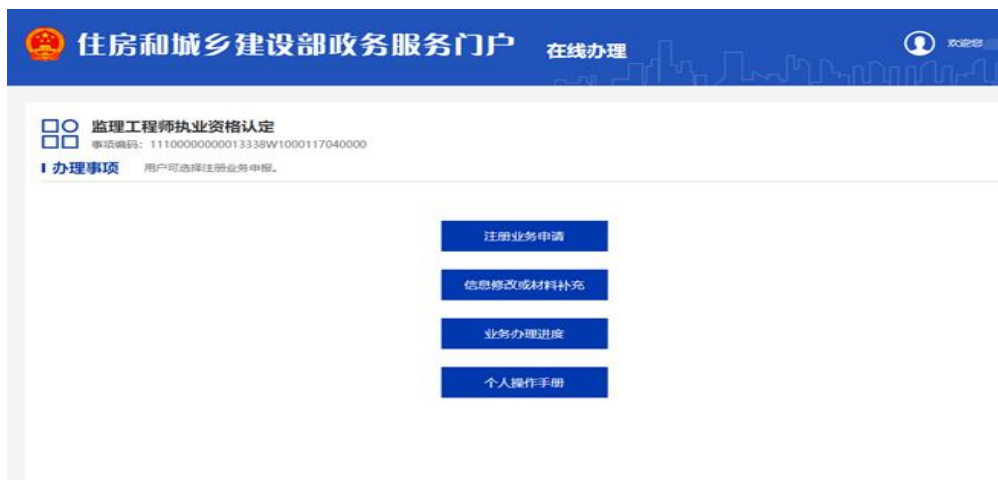 住房和城乡建设部政务服务门户 在线办理 欢迎您
监理工程师执业资格认定
事项编码：11100000000013338W1000117040000
办理事项 用户可选择注册业务申报。
注册业务申请
信息修改或材料补充
业务办理进度
个人操作手册